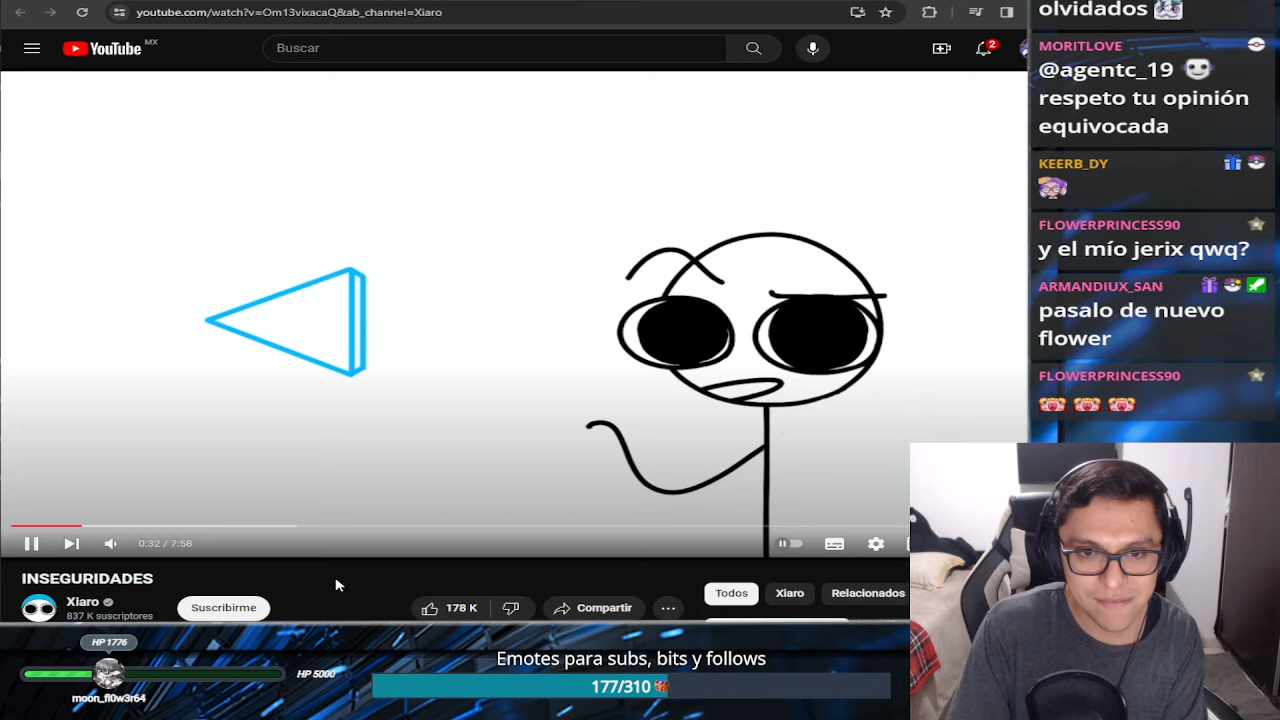 youtube.com/watch?v=Om13vixacaQ&ab_channel=Xiaro
YouTube MX
Buscar
2
0:32 / 7:58
INSEGURIDADES
Xiaro
837 K suscriptores
Suscribirme
178 K
Compartir
Todos
Xiaro
Relacionados
olvidados
MORITLOVE
@agentc_19
respeto tu opinión
equivocada
KEERB_DY
FLOWERPRINCESS90
y el mío jerix qwq?
ARMANDIUX_SAN
pasalo de nuevo
flower
FLOWERPRINCESS90
HP 1776
HP 5000
moon_fl0w3r64
Emotes para subs, bits y follows
177/310